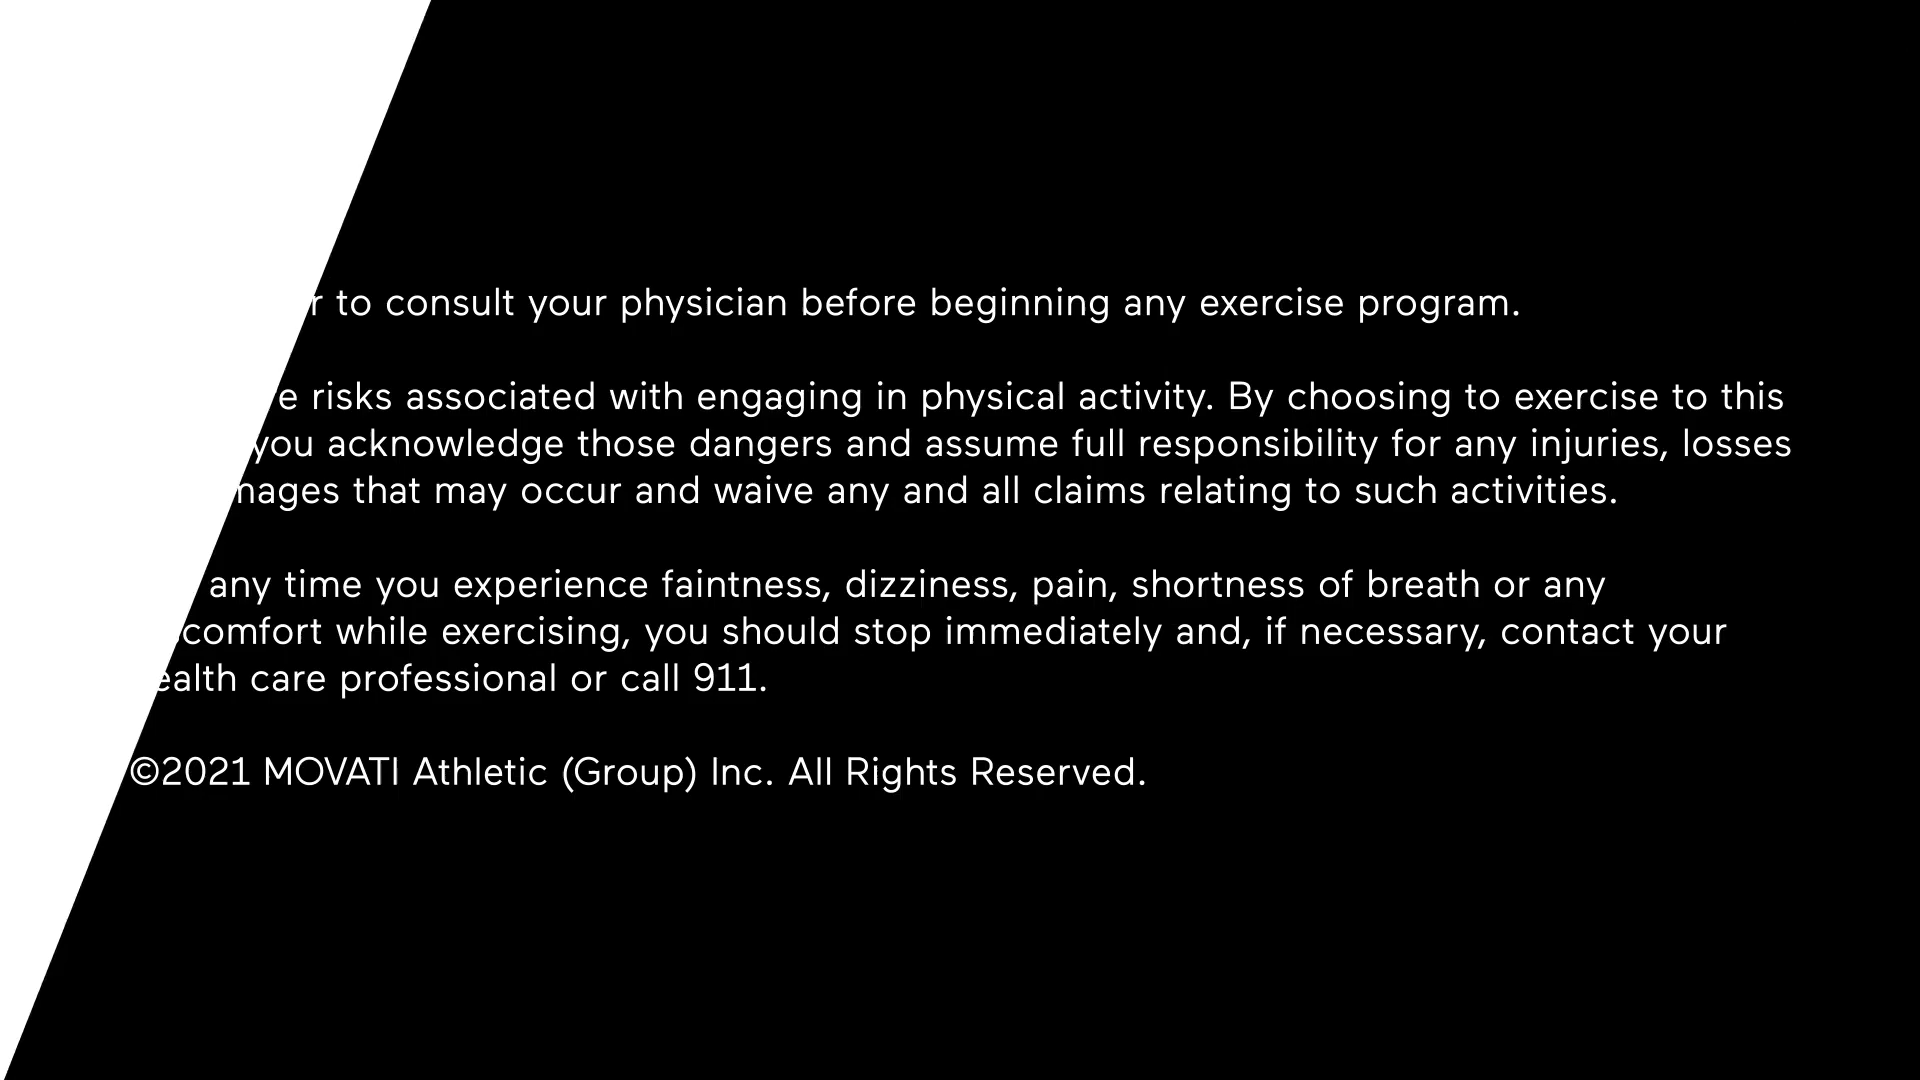 to consult your physician before beginning any exercise program.
risks associated with engaging in physical activity. By choosing to exercise to this
you acknowledge those dangers and assume full responsibility for any injuries, losses
that may occur and waive any and all claims relating to such activities.
any time you experience faintness, dizziness, pain, shortness of breath or any
while exercising, you should stop immediately and, if necessary, contact your
care professional or call 911.
©2021 MOVATI Athletic (Group) Inc. All Rights Reserved.